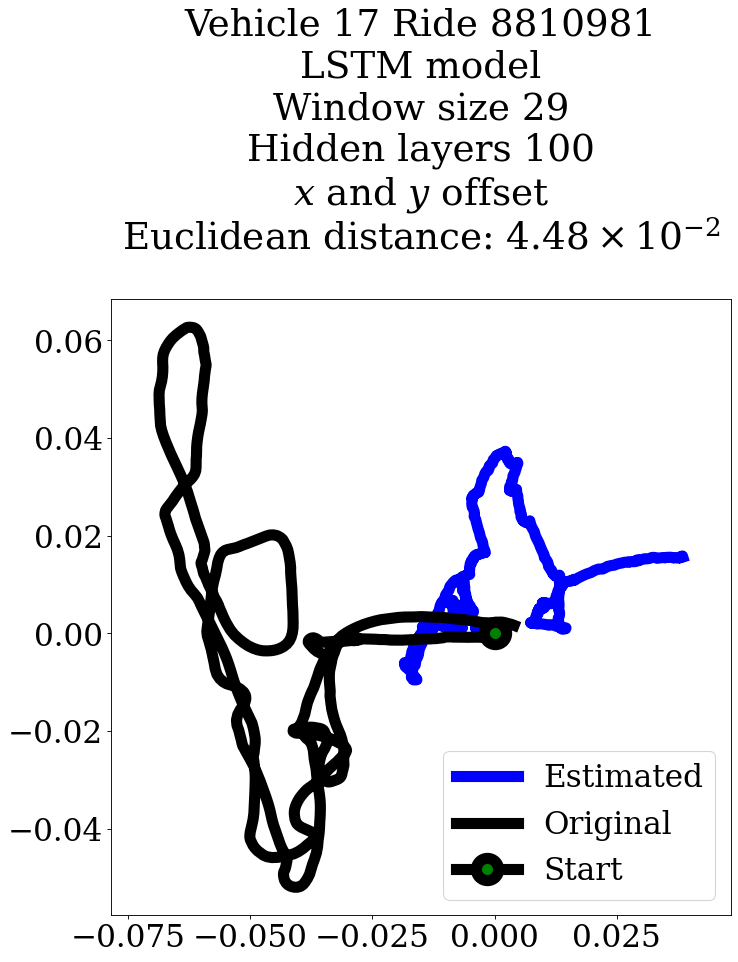 Vehicle 17 Ride 8810981
LSTM model
Window size 29
Hidden layers 100
x and y offset
Euclidean distance: 4.48 × 10⁻²
0.06
0.04
0.02
0.00
−0.02
−0.04
−0.075 −0.050 −0.025 0.000 0.025
Estimated
Original
Start